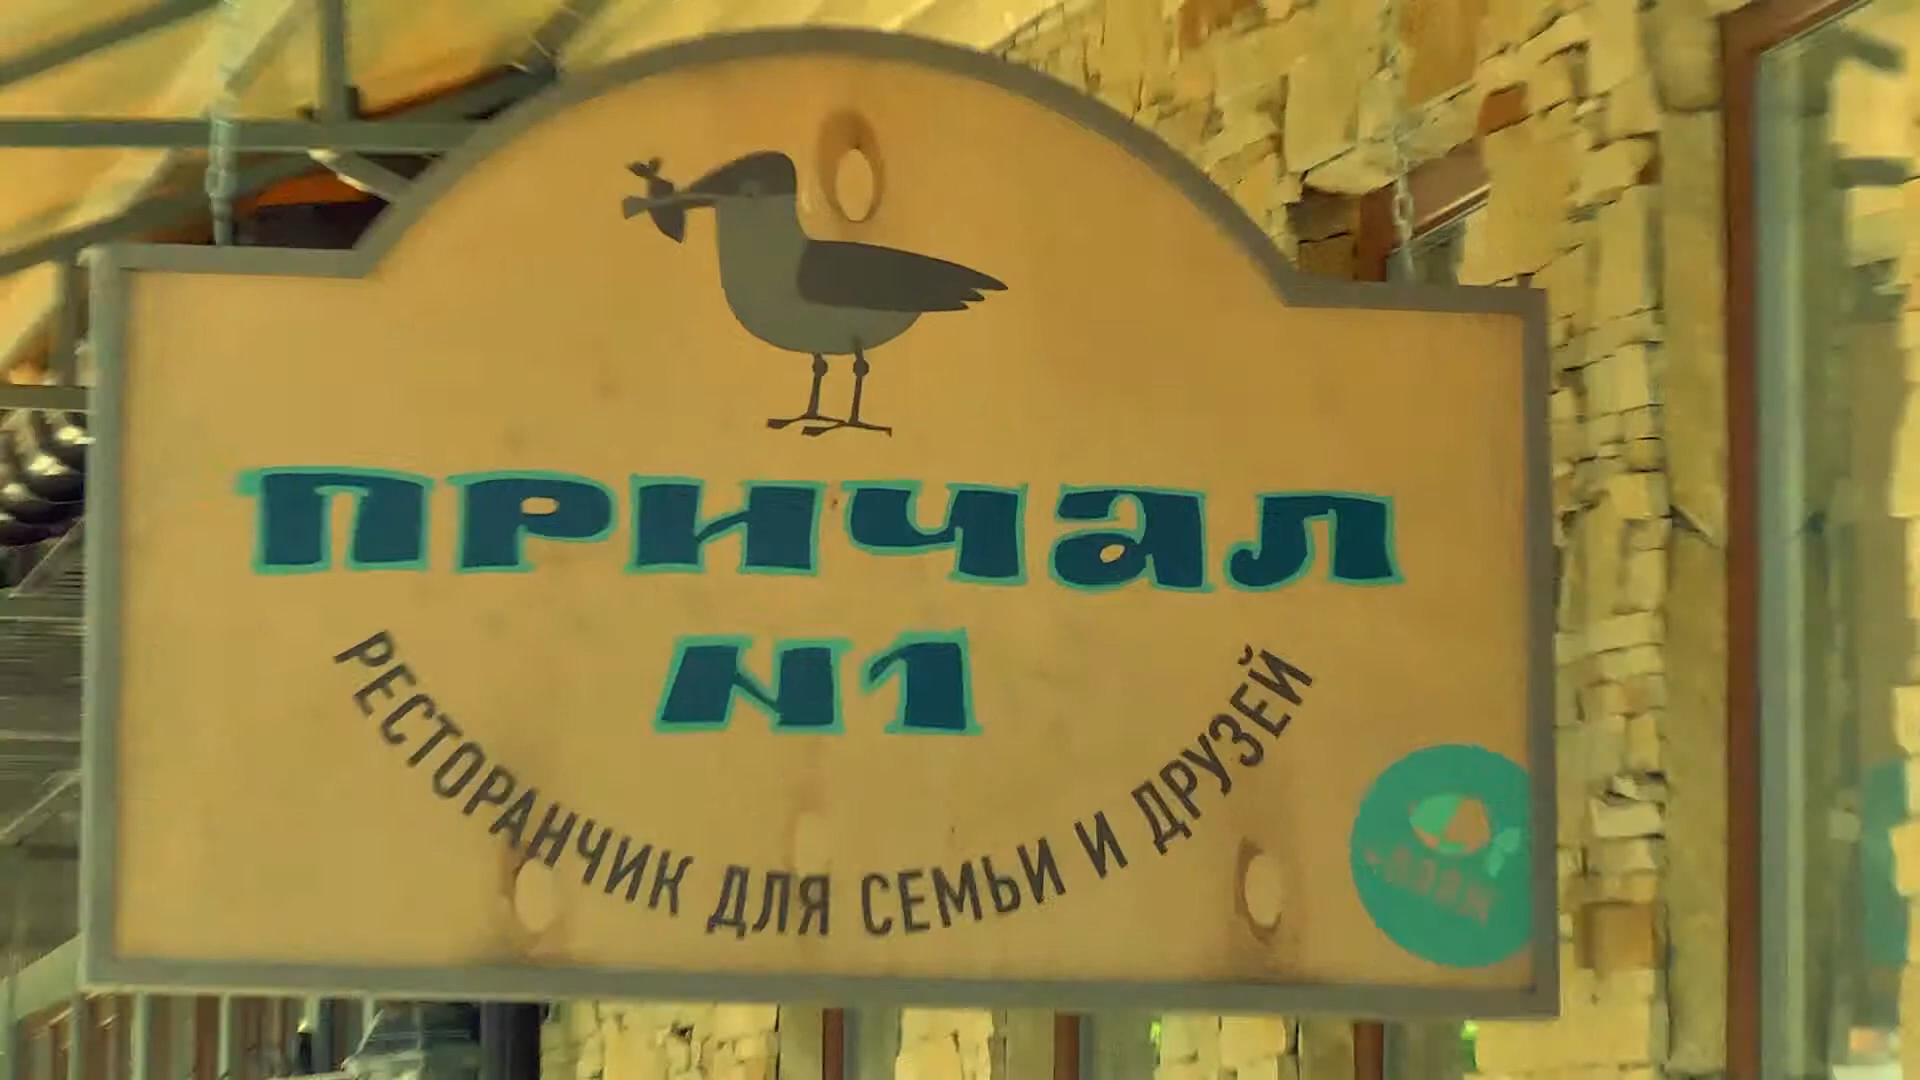 ПРИЧАЛ
N1
РЕСТОРАНЧИК ДЛЯ СЕМЬИ И ДРУЗЕЙ